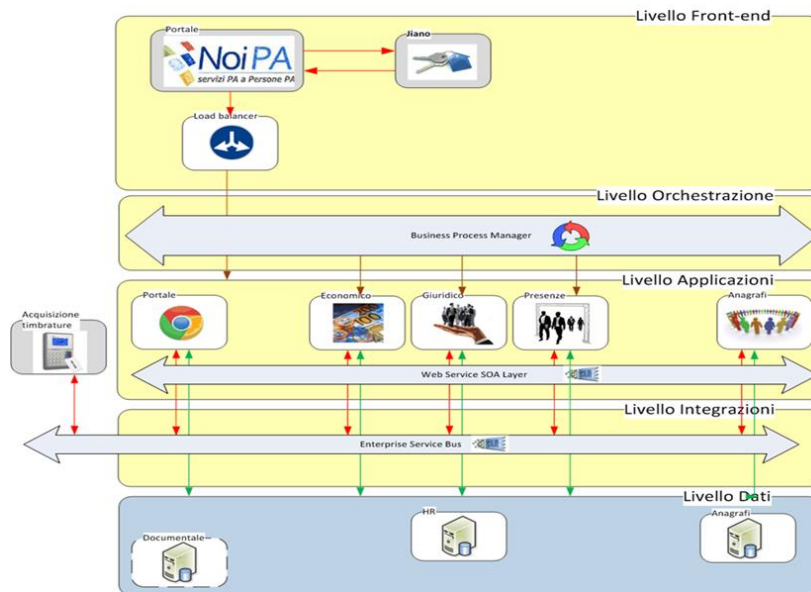 Livello Front-end
Portale
NoiPA
servizi PA a Persone PA
Jiano
Load balancer
Livello Orchestrazione
Business Process Manager
Livello Applicazioni
Portale
Economico
Giuridico
Presenze
Anagrafi
Acquisizione
timbrature
Web Service SOA Layer
Livello Integrazioni
Enterprise Service Bus
Livello Dati
HR
Anagrafi
Documentale